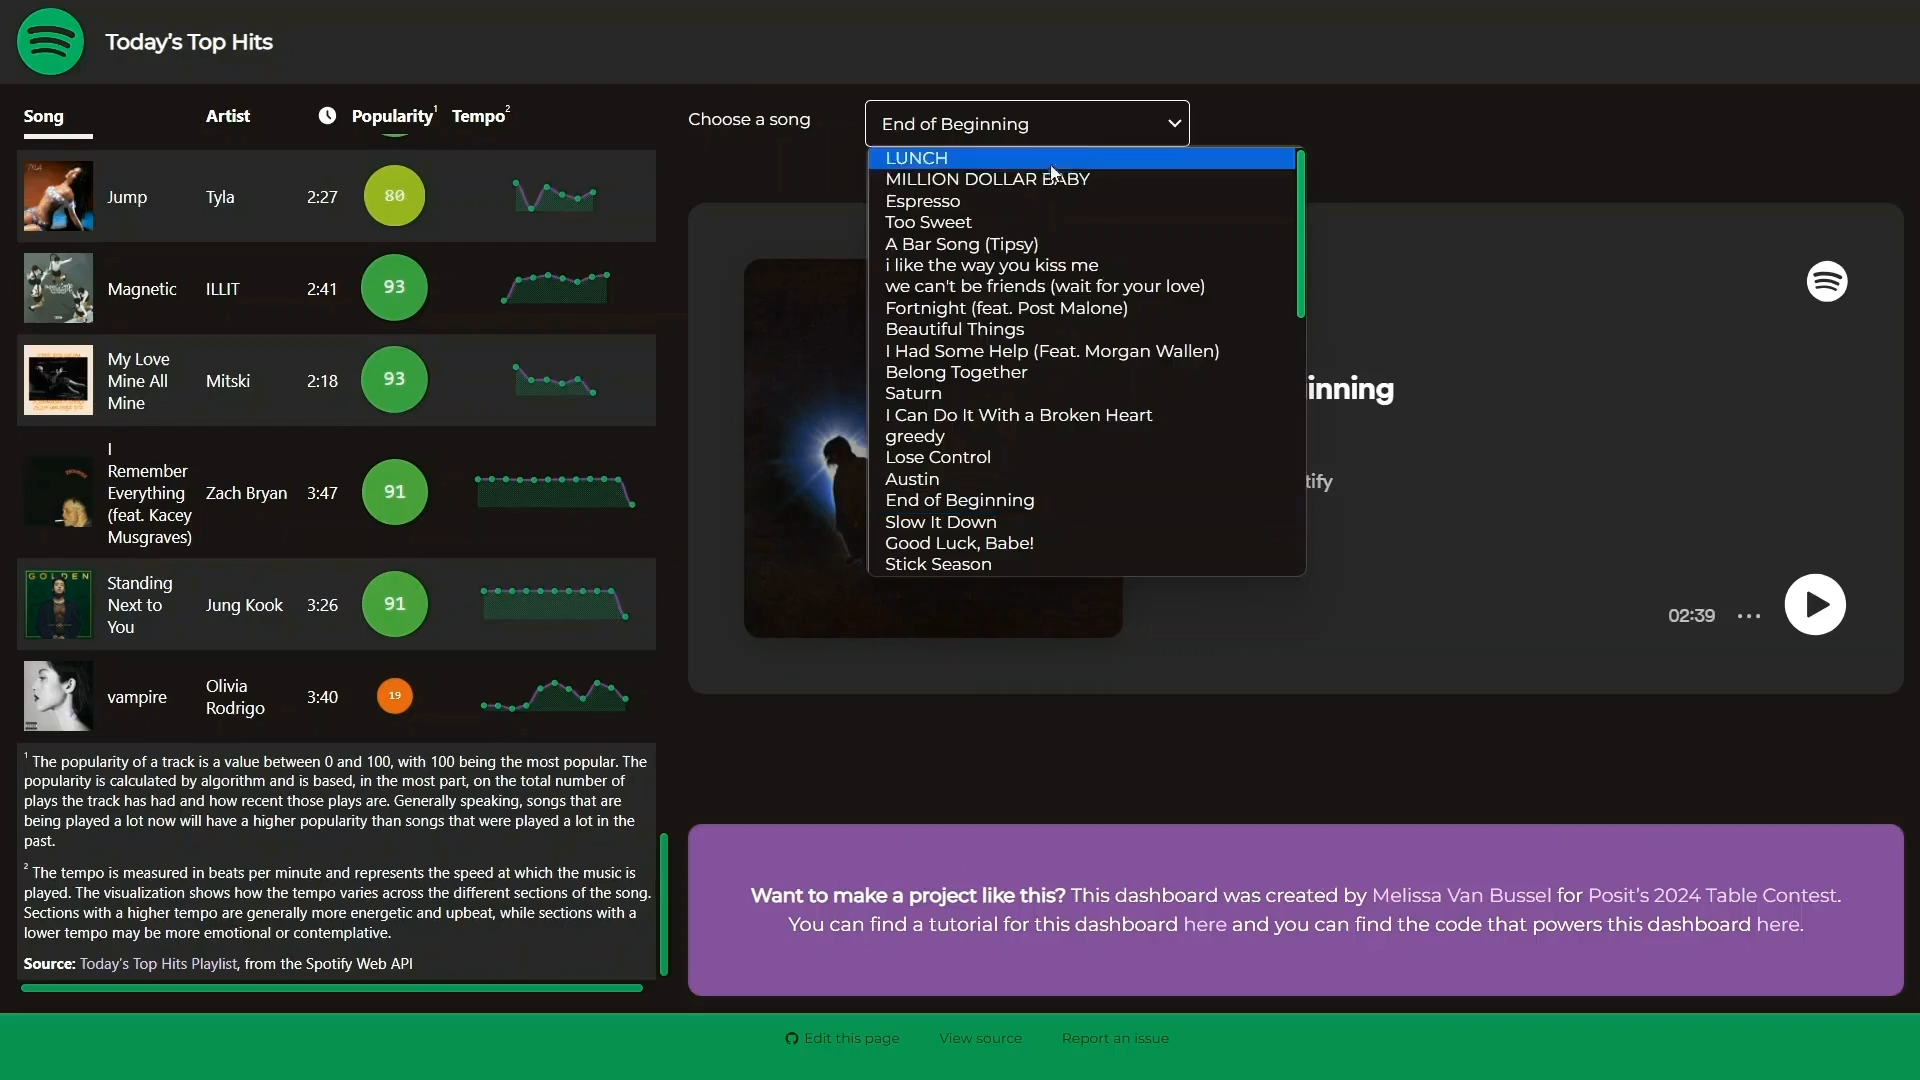 Today's Top Hits
Song
Artist
Popularity¹
Tempo²
Jump
Tyla
2:27
80
Magnetic
ILLIT
2:41
93
My Love
Mine All
Mine
Mitski
2:18
93
I
Remember
Everything
(feat. Kacey
Musgraves)
Zach Bryan
3:47
91
GOLDEN
Standing
Next to
You
Jung Kook
3:26
91
vampire
Olivia
Rodrigo
3:40
19
¹ The popularity of a track is a value between 0 and 100, with 100 being the most popular. The
popularity is calculated by algorithm and is based, in the most part, on the total number of
plays the track has had and how recent those plays are. Generally speaking, songs that are
being played a lot now will have a higher popularity than songs that were played a lot in the
past.
² The tempo is measured in beats per minute and represents the speed at which the music is
played. The visualization shows how the tempo varies across the different sections of the song.
Sections with a higher tempo are generally more energetic and upbeat, while sections with a
lower tempo may be more emotional or contemplative.
Source: Today's Top Hits Playlist, from the Spotify Web API
Choose a song
End of Beginning
LUNCH
MILLION DOLLAR BABY
Espresso
Too Sweet
A Bar Song (Tipsy)
i like the way you kiss me
we can't be friends (wait for your love)
Fortnight (feat. Post Malone)
Beautiful Things
I Had Some Help (Feat. Morgan Wallen)
Belong Together
Saturn
I Can Do It With a Broken Heart
greedy
Lose Control
Austin
End of Beginning
Slow It Down
Good Luck, Babe!
Stick Season
inning
tify
02:39
Want to make a project like this? This dashboard was created by Melissa Van Bussel for Posit's 2024 Table Contest.
You can find a tutorial for this dashboard here and you can find the code that powers this dashboard here.
Edit this page
View source
Report an issue